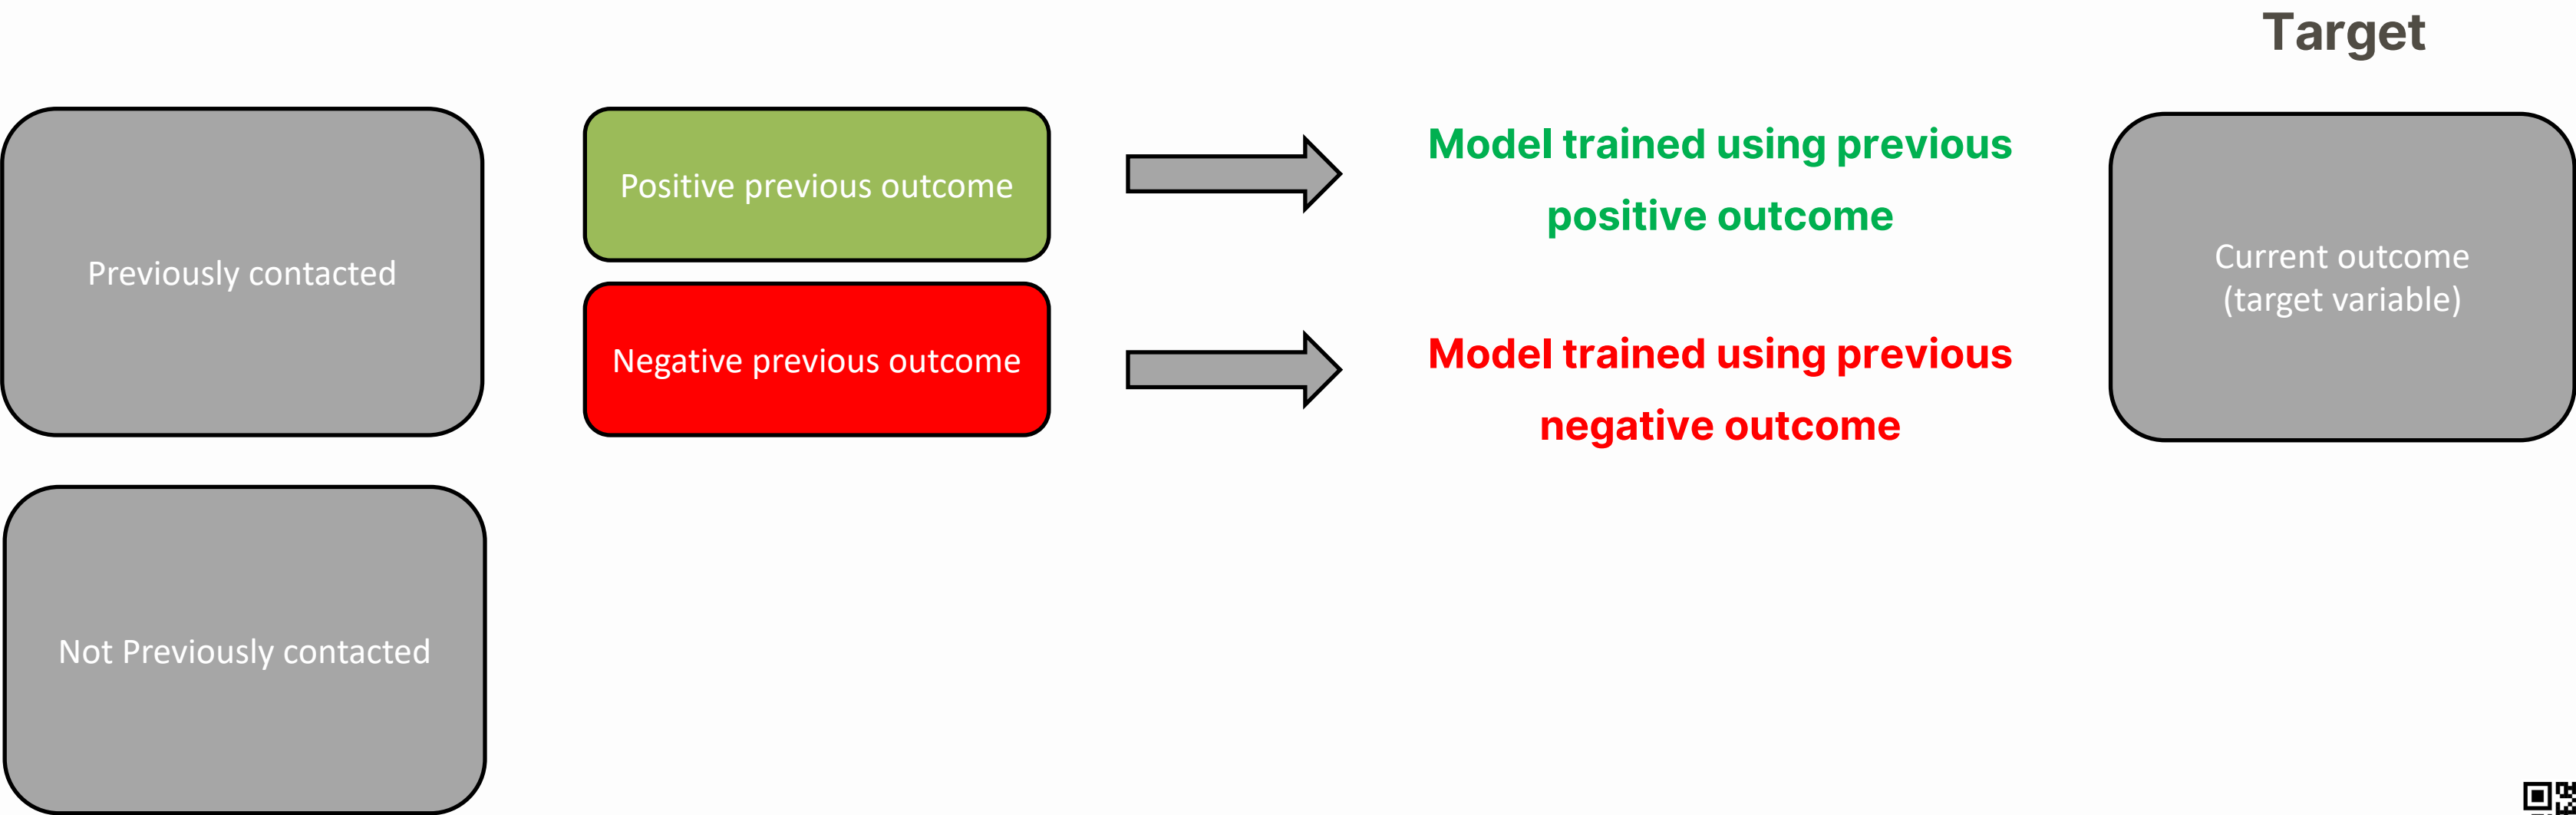 Target
Previously contacted
Positive previous outcome
Negative previous outcome
Model trained using previous
positive outcome
Model trained using previous
negative outcome
Current outcome
(target variable)
Not Previously contacted